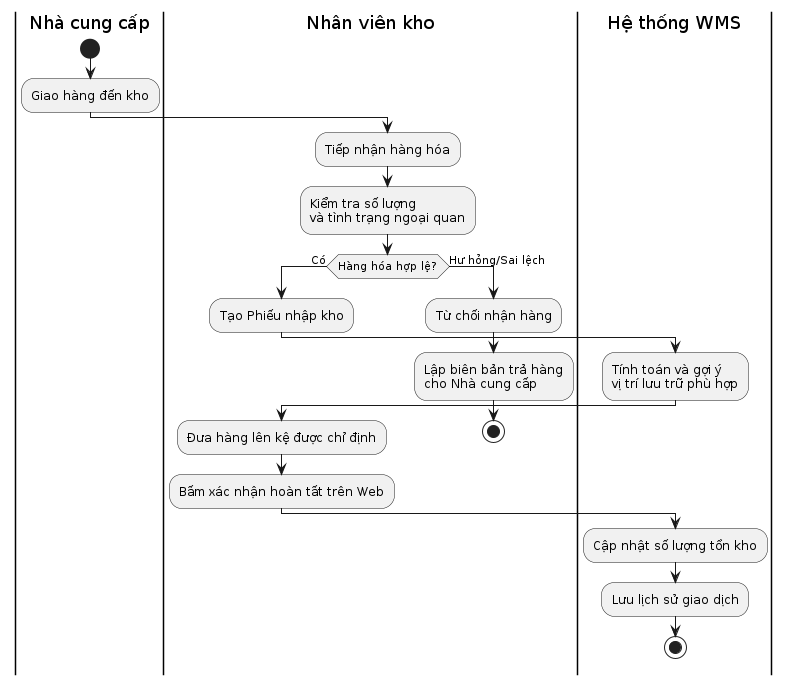 Nhà cung cấp
Nhân viên kho
Hệ thống WMS
Giao hàng đến kho
Tiếp nhận hàng hóa
Kiểm tra số lượng
và tình trạng ngoại quan
Hàng hóa hợp lệ?
Có
Hư hỏng/Sai lệch
Tạo Phiếu nhập kho
Từ chối nhận hàng
Lập biên bản trả hàng
cho Nhà cung cấp
Tính toán và gợi ý
vị trí lưu trữ phù hợp
Đưa hàng lên kệ được chỉ định
Bấm xác nhận hoàn tất trên Web
Cập nhật số lượng tồn kho
Lưu lịch sử giao dịch